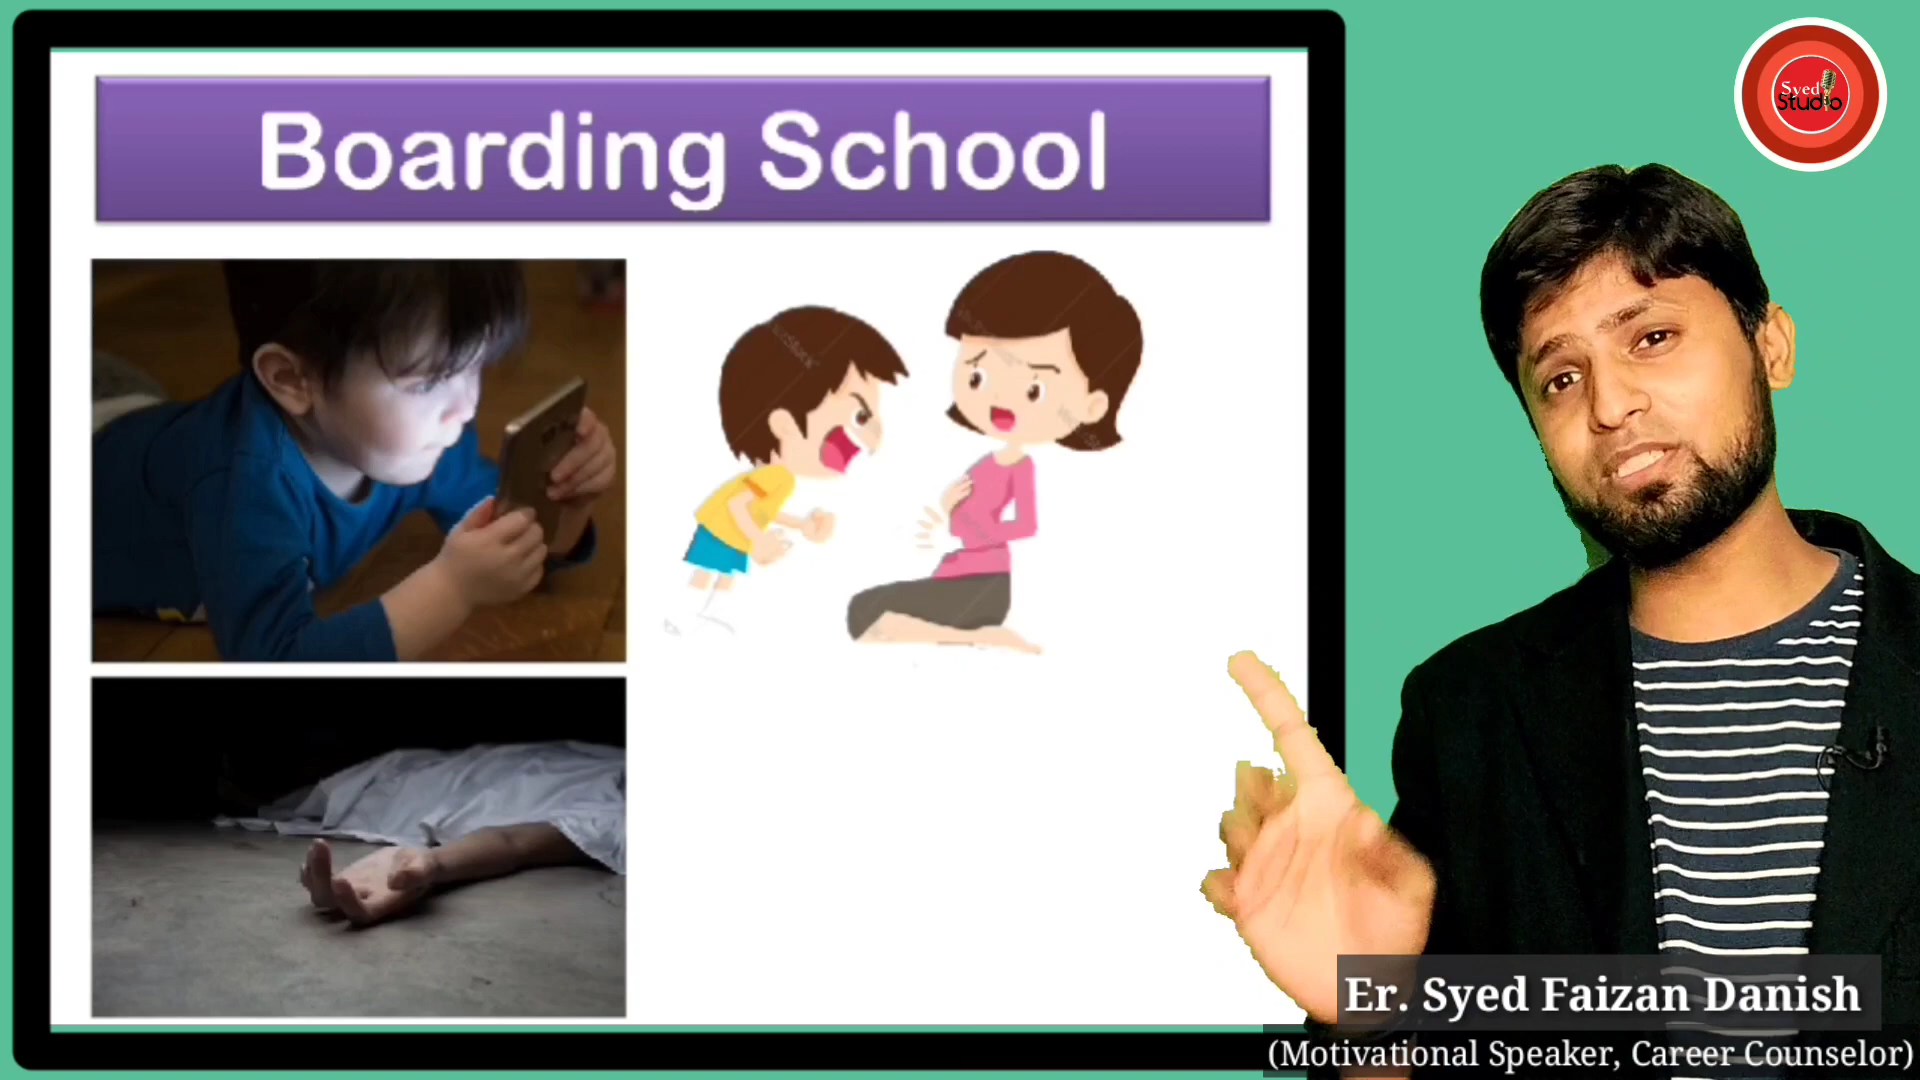 Boarding School
Syed
Studio
Er. Syed Faizan Danish
(Motivational Speaker, Career Counselor)